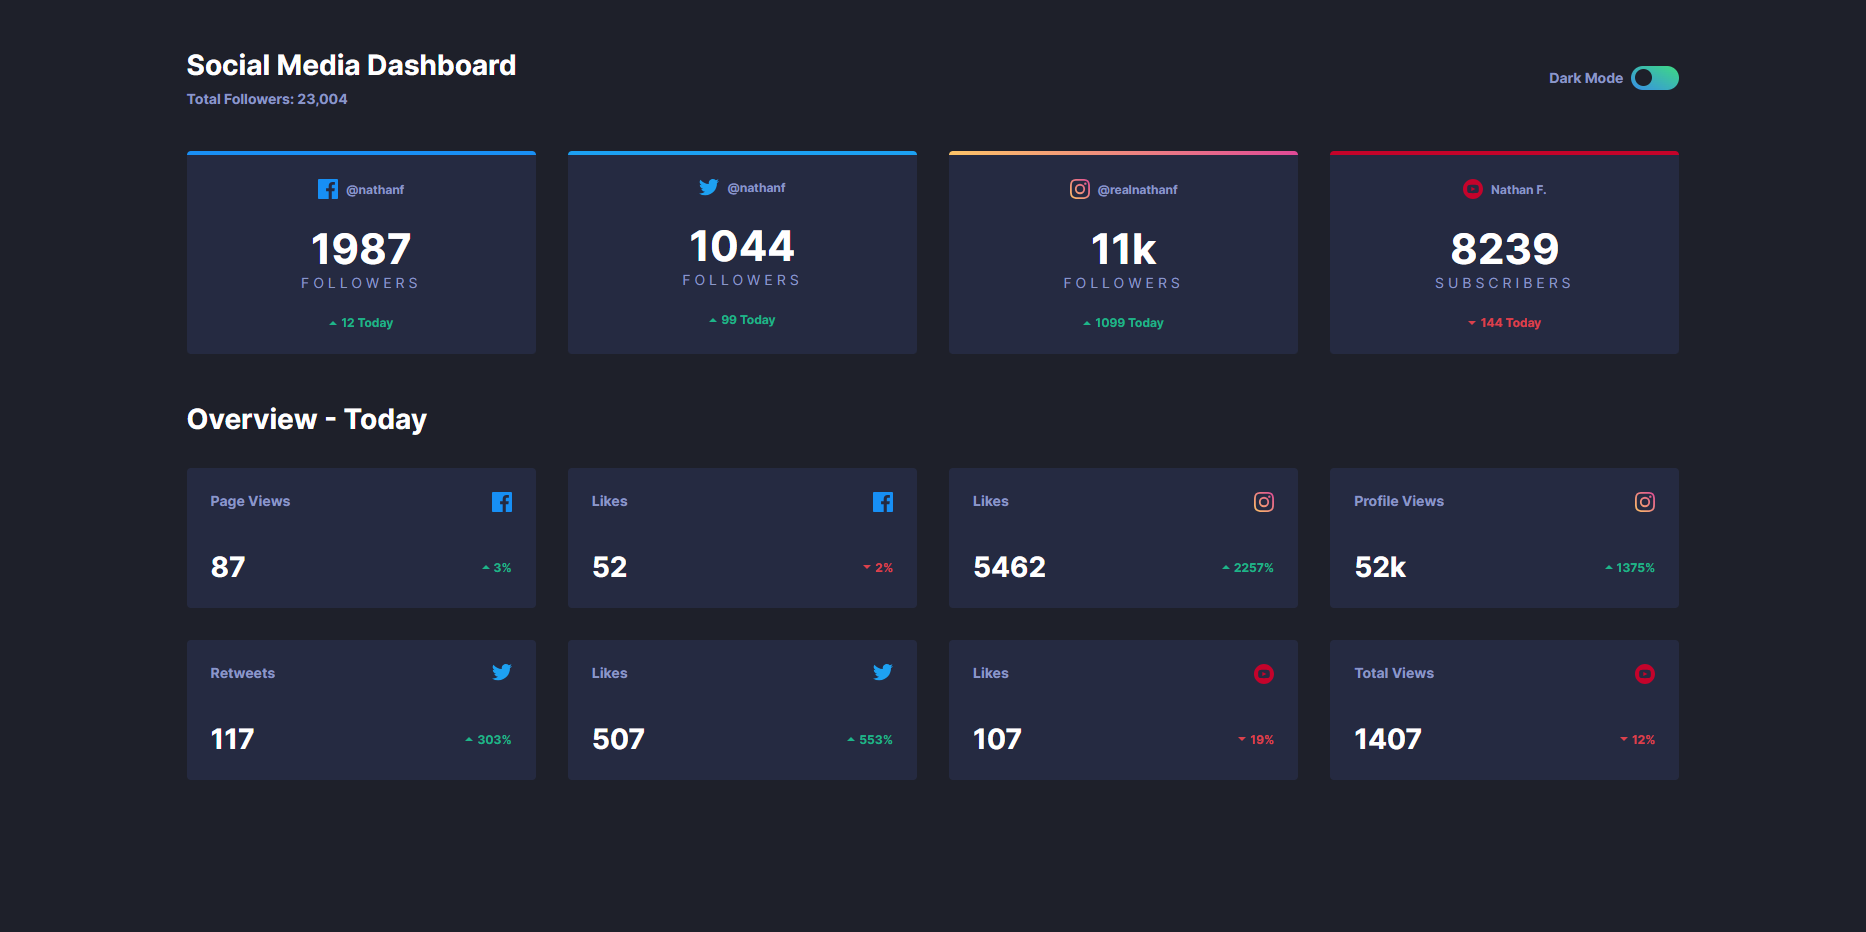 Social Media Dashboard
Total Followers: 23,004
Dark Mode
@nathanf
1987
FOLLOWERS
12 Today
@nathanf
1044
FOLLOWERS
99 Today
@realnathanf
11k
FOLLOWERS
1099 Today
Nathan F.
8239
SUBSCRIBERS
144 Today
Overview - Today
Page Views
87
3%
Likes
52
2%
Likes
5462
2257%
Profile Views
52k
1375%
Retweets
117
303%
Likes
507
553%
Likes
107
19%
Total Views
1407
12%